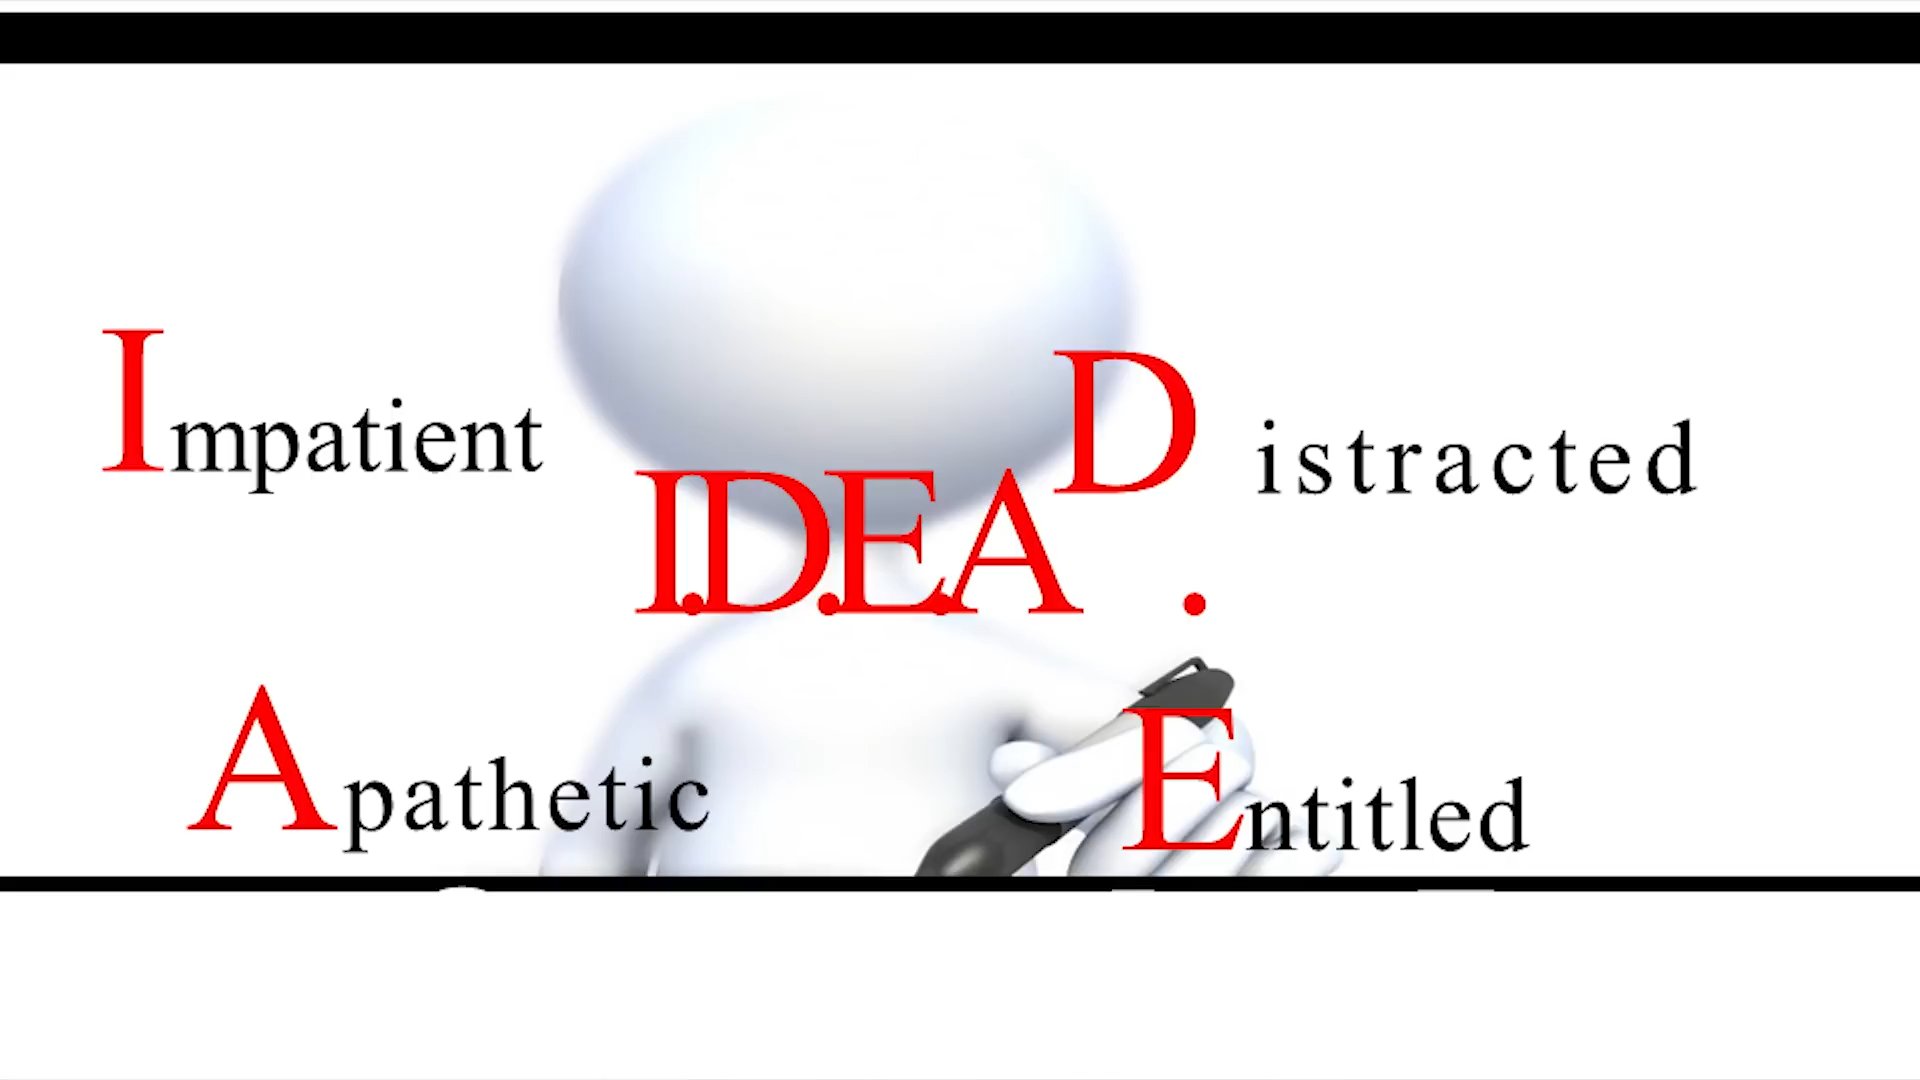 Impatient
Distracted
I.D.E.A.
Apathetic
Entitled